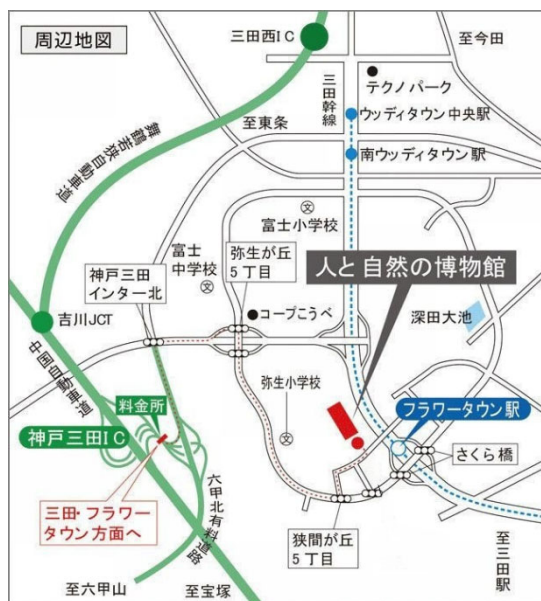 周辺地図
三田西IC
至今田
三田幹線
テクノパーク
ウッディタウン中央駅
至東条
南ウッディタウン駅
舞鶴若狭自動車道
文
富士小学校
富士
中学校
文
弥生が丘
5丁目
神戸三田
インター北
人と自然の博物館
コープこうべ
深田大池
吉川JCT
中国自動車道
料金所
弥生小学校
文
フラワータウン駅
神戸三田IC
さくら橋
三田・フラワー
タウン方面へ
六甲北有料道路
狭間が丘
5丁目
至三田駅
至六甲山
至宝塚